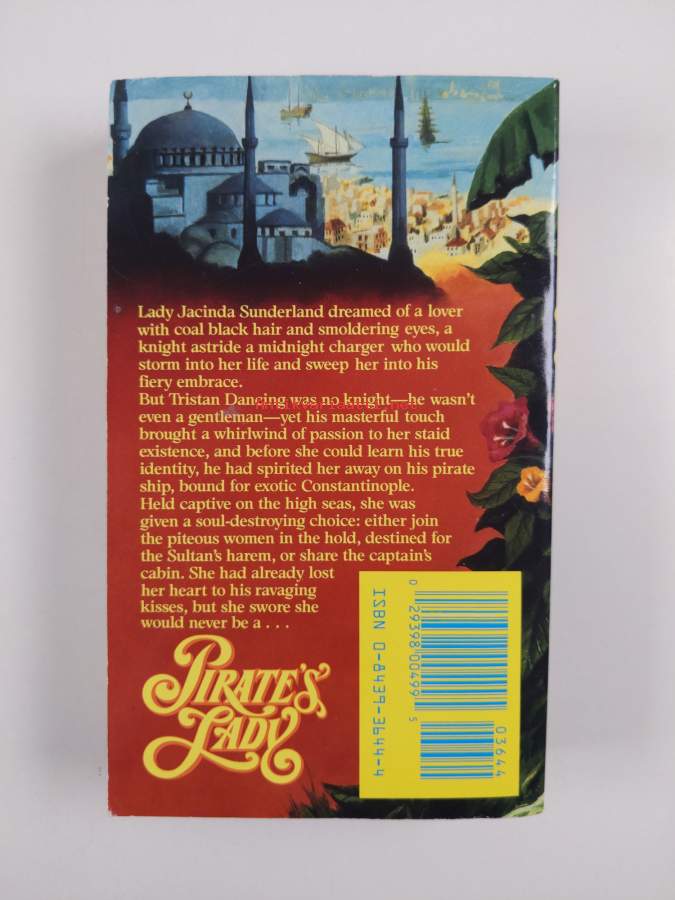 Lady Jacinda Sunderland dreamed of a lover
with coal black hair and smoldering eyes, a
knight astride a midnight charger who would
storm into her life and sweep her into his
fiery embrace.
But Tristan Dancing was no knight—he wasn't
even a gentleman—yet his masterful touch
brought a whirlwind of passion to her staid
existence, and before she could learn his true
identity, he had spirited her away on his pirate
ship, bound for exotic Constantinople.
Held captive on the high seas, she was
given a soul-destroying choice: either join
the piteous women in the hold, destined for
the Sultan's harem, or share the captain's
cabin. She had already lost
her heart to his ravaging
kisses, but she swore she
would never be a . . .
PIRATE'S
LADY
ISBN 0-8439-3644-4
0 29398 00499 5
03644